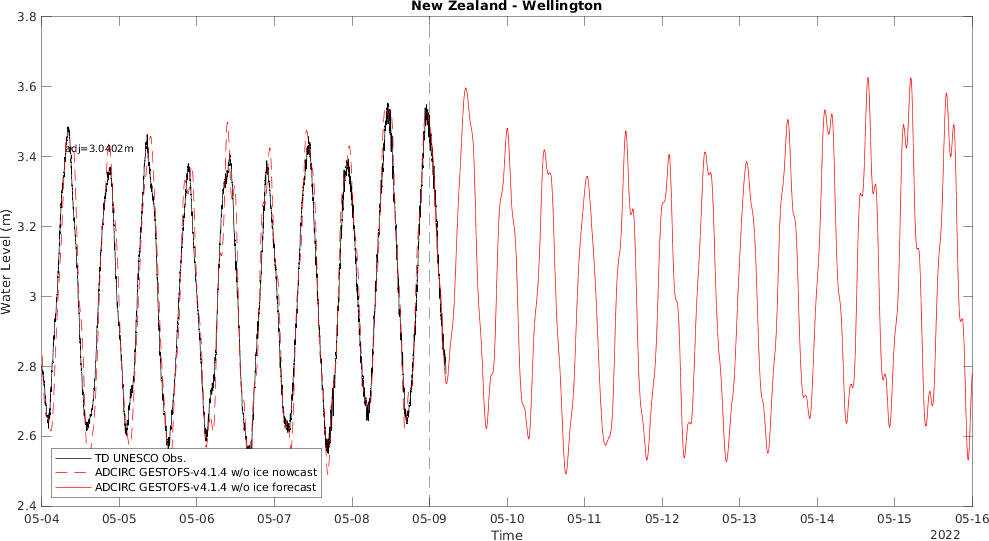 New Zealand - Wellington
3.8
3.6
3.4
3.2
3
2.8
2.6
2.4
Water Level (m)
adj=3.0402m
TD UNESCO Obs.
ADCIRC GESTOFS-v4.1.4 w/o ice nowcast
ADCIRC GESTOFS-v4.1.4 w/o ice forecast
05-04 05-05 05-06 05-07 05-08 05-09 05-10 05-11 05-12 05-13 05-14 05-15 05-16
Time
2022